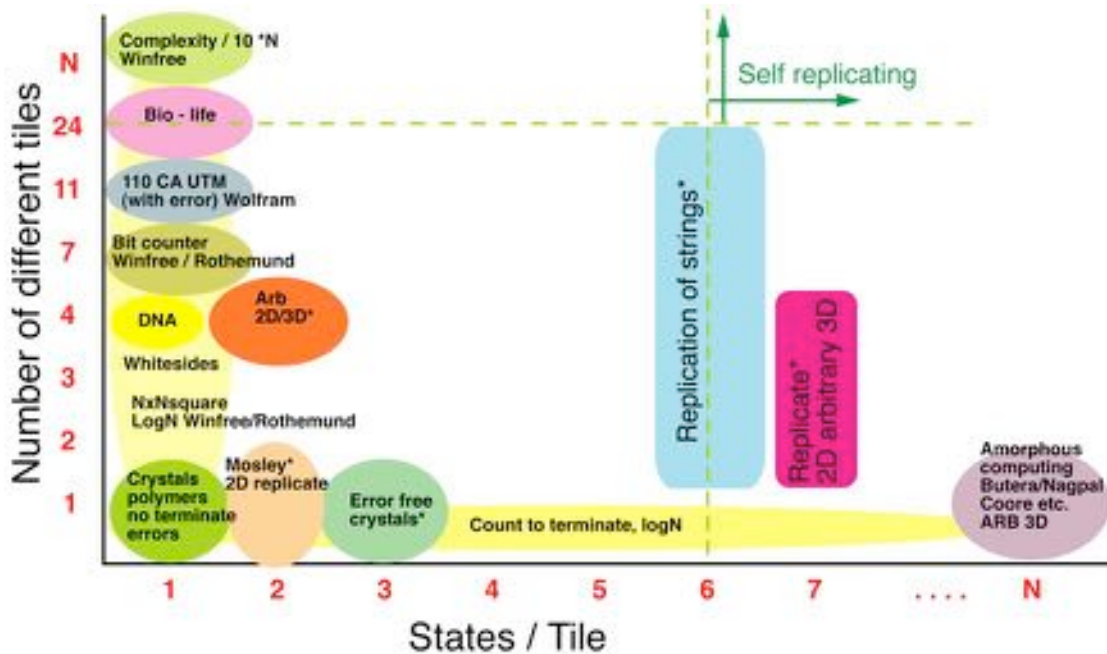 Number of different tiles
N
24
11
7
4
3
2
1
Complexity / 10 *N
Winfree
Bio - life
110 CA UTM
(with error) Wolfram
Bit counter
Winfree / Rothemund
DNA
Arb
2D/3D*
Whitesides
NxNsquare
LogN Winfree/Rothemund
Crystals
polymers
no terminate
errors
Mosley*
2D replicate
Error free
crystals*
Count to terminate, logN
Self replicating
Replication of strings*
Replicate*
2D arbitrary 3D
Amorphous
computing
Butera/Nagpal
Coore etc.
ARB 3D
1 2 3 4 5 6 7 .... N
States / Tile